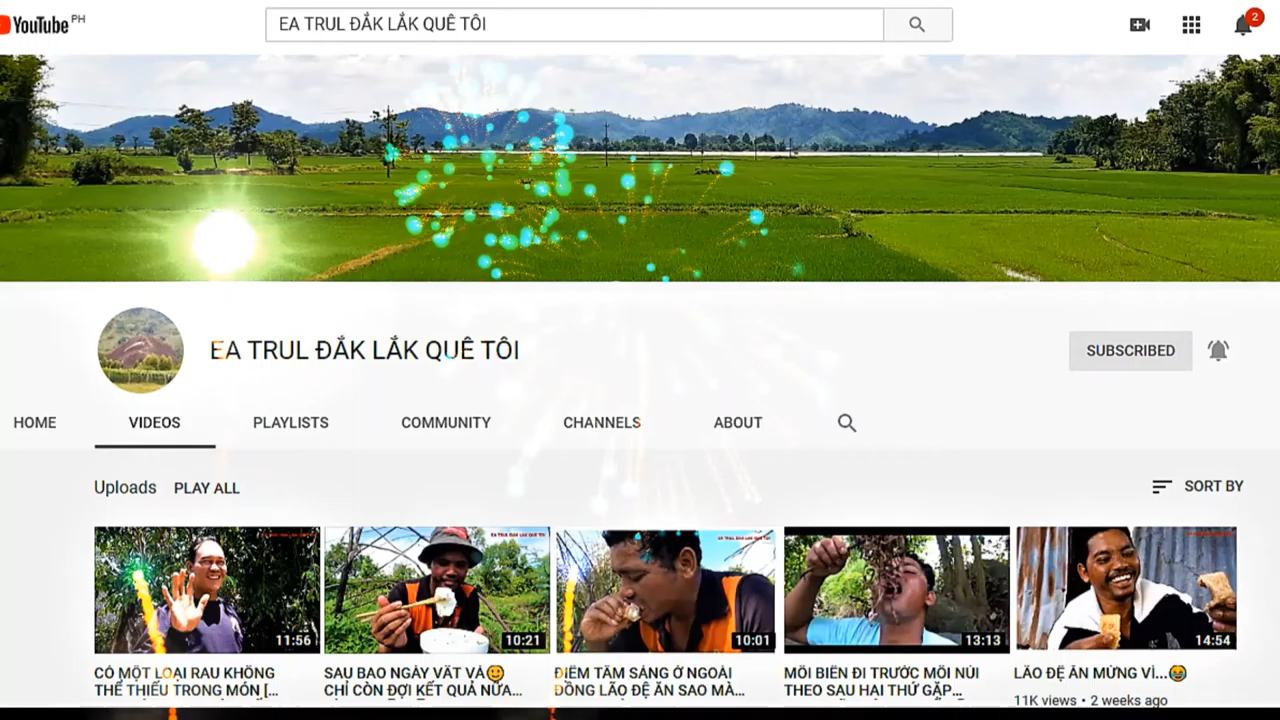 YouTube PH
EA TRUL ĐẮK LẮK QUÊ TÔI
2
EA TRUL ĐẮK LẮK QUÊ TÔI
SUBSCRIBED
HOME VIDEOS PLAYLISTS COMMUNITY CHANNELS ABOUT
Uploads PLAY ALL
SORT BY
11:56
10:21
10:01
13:13
14:54
CÓ MỘT LOẠI RAU KHÔNG
THỂ THIẾU TRONG MÓN [...
SAU BAO NGÀY VẤT VẢ
CHỈ CÒN ĐỢI KẾT QUẢ NỮA...
ĐIỂM TÂM SÁNG Ở NGOÀI
ĐỒNG LÃO ĐỆ ĂN SAO MÀ...
MỒI BIỂN ĐI TRƯỚC MỒI NÚI
THEO SAU HAI THỨ GẶP...
LÃO ĐỆ ĂN MỪNG VÌ...
11K views • 2 weeks ago